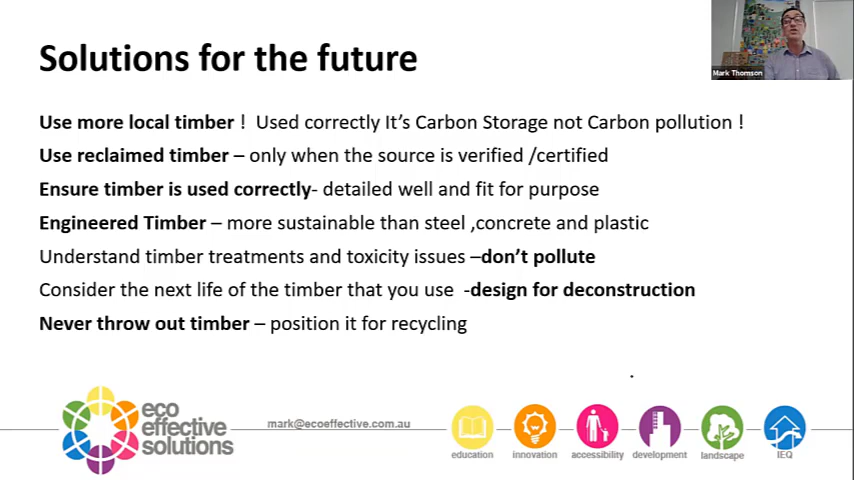 Solutions for the future
Mark Thomson
Use more local timber ! Used correctly It's Carbon Storage not Carbon pollution !
Use reclaimed timber – only when the source is verified /certified
Ensure timber is used correctly- detailed well and fit for purpose
Engineered Timber – more sustainable than steel ,concrete and plastic
Understand timber treatments and toxicity issues –don't pollute
Consider the next life of the timber that you use -design for deconstruction
Never throw out timber – position it for recycling
.
eco
effective
solutions
mark@ecoeffective.com.au
education
innovation
accessibility
development
landscape
IEQ